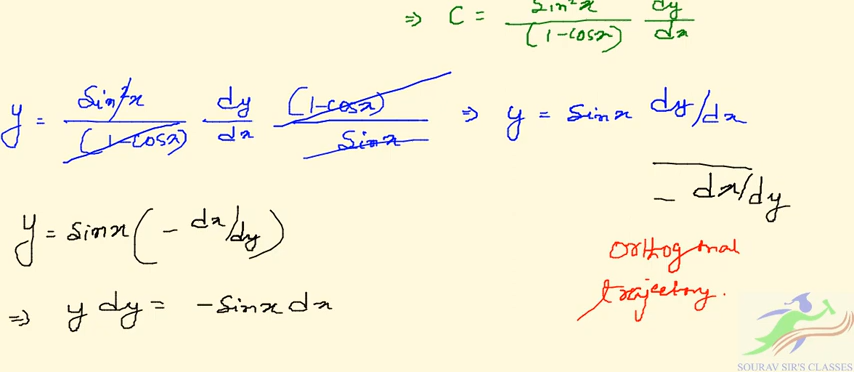 ⇒ C = sin²x / (1-cosx) dy/dx
y = sin²x / (1-cosx) dy/dx (1-cosx) / sinx ⇒ y = sinx dy/dx
- dx/dy
y = sinx (- dx/dy)
orthogonal
trajectory.
⇒ y dy = - sinx dx
SOURAV SIR'S CLASSES